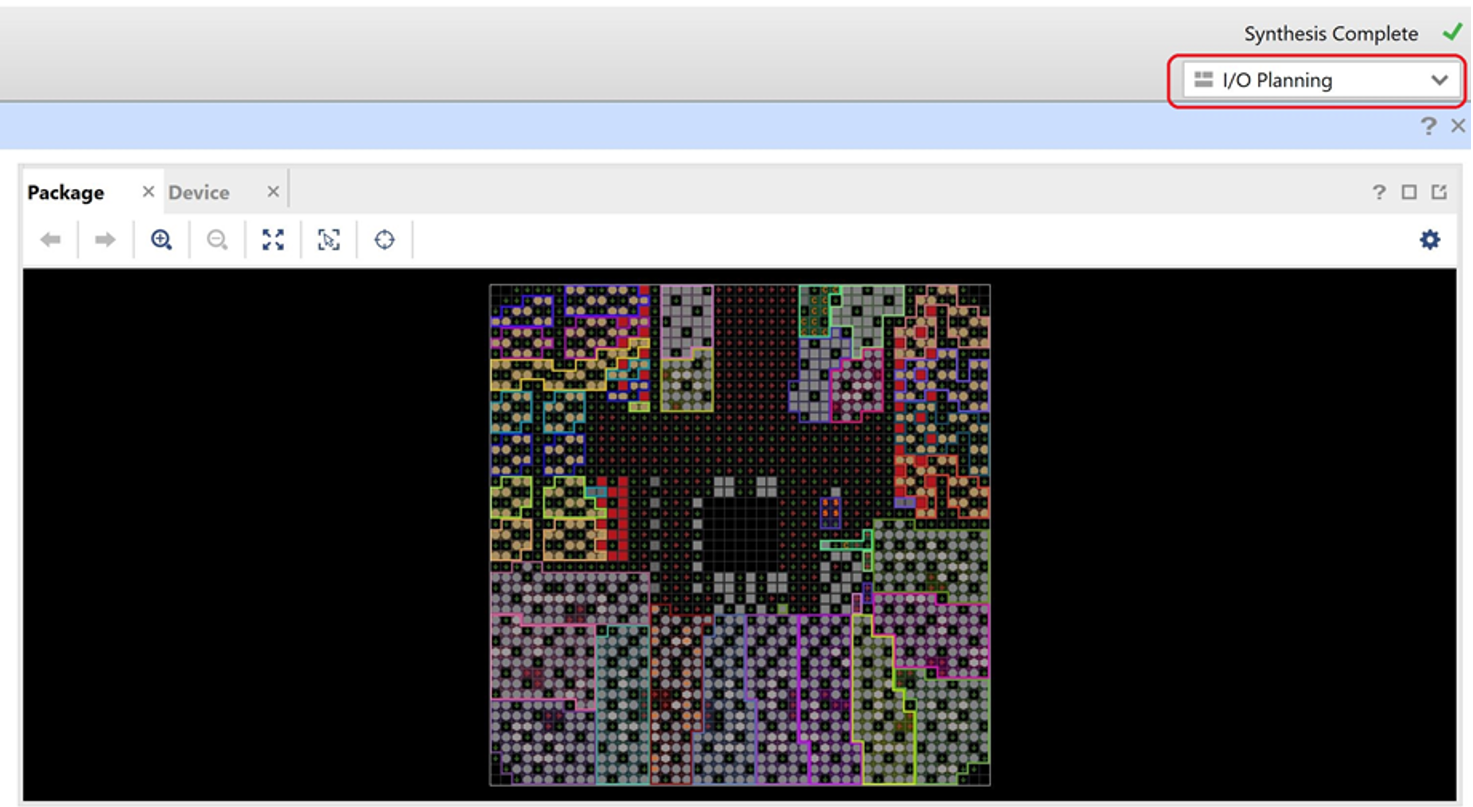 Synthesis Complete
I/O Planning
?
Package Device ?